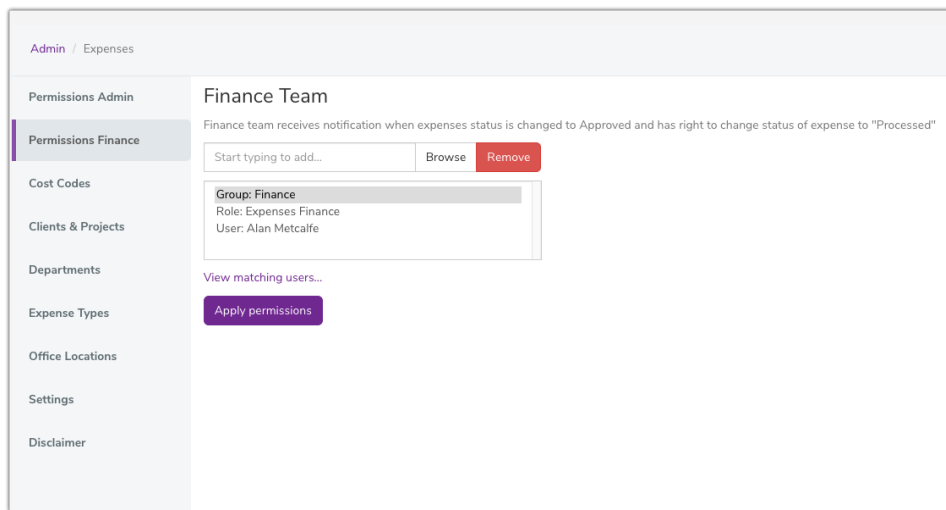 Admin / Expenses
Permissions Admin
Permissions Finance
Cost Codes
Clients & Projects
Departments
Expense Types
Office Locations
Settings
Disclaimer
Finance Team
Finance team receives notification when expenses status is changed to Approved and has right to change status of expense to "Processed"
Start typing to add... Browse Remove
Group: Finance
Role: Expenses Finance
User: Alan Metcalfe
View matching users...
Apply permissions